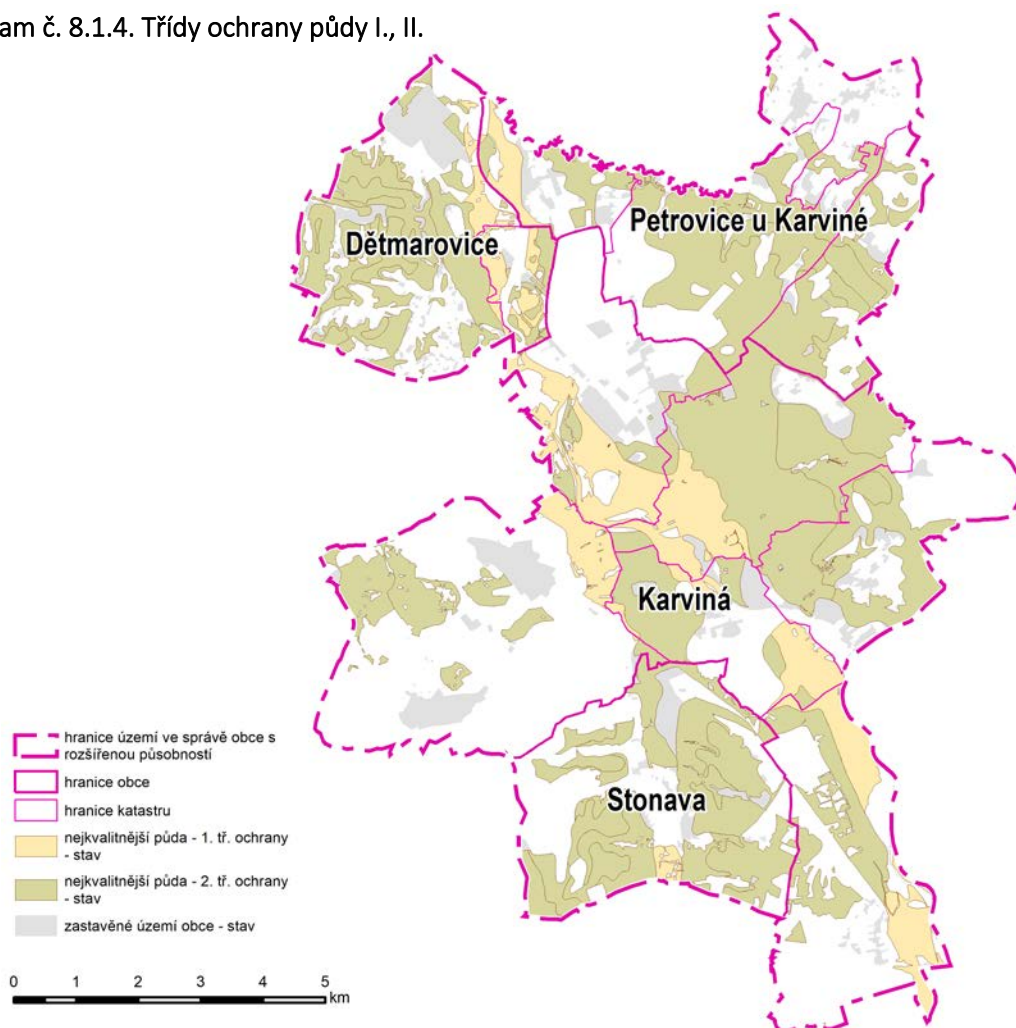 am č. 8.1.4. Třídy ochrany půdy I., II.
Petrovice u Karviné
Dětmarovice
Karviná
Stonava
hranice území ve správě obce s
rozšířenou působností
hranice obce
hranice katastru
nejkvalitnější půda - 1. tř. ochrany
- stav
nejkvalitnější půda - 2. tř. ochrany
- stav
zastavěné území obce - stav
0 1 2 3 4 5
km